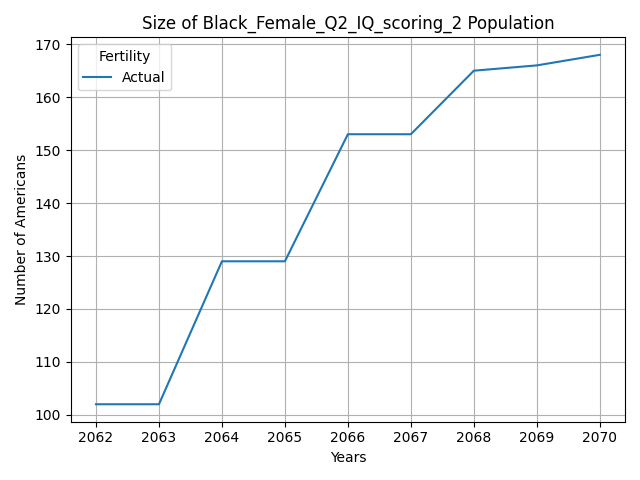 Size of Black_Female_Q2_IQ_scoring_2 Population
Fertility
Actual
170
160
150
140
130
120
110
100
Number of Americans
2062 2063 2064 2065 2066 2067 2068 2069 2070
Years